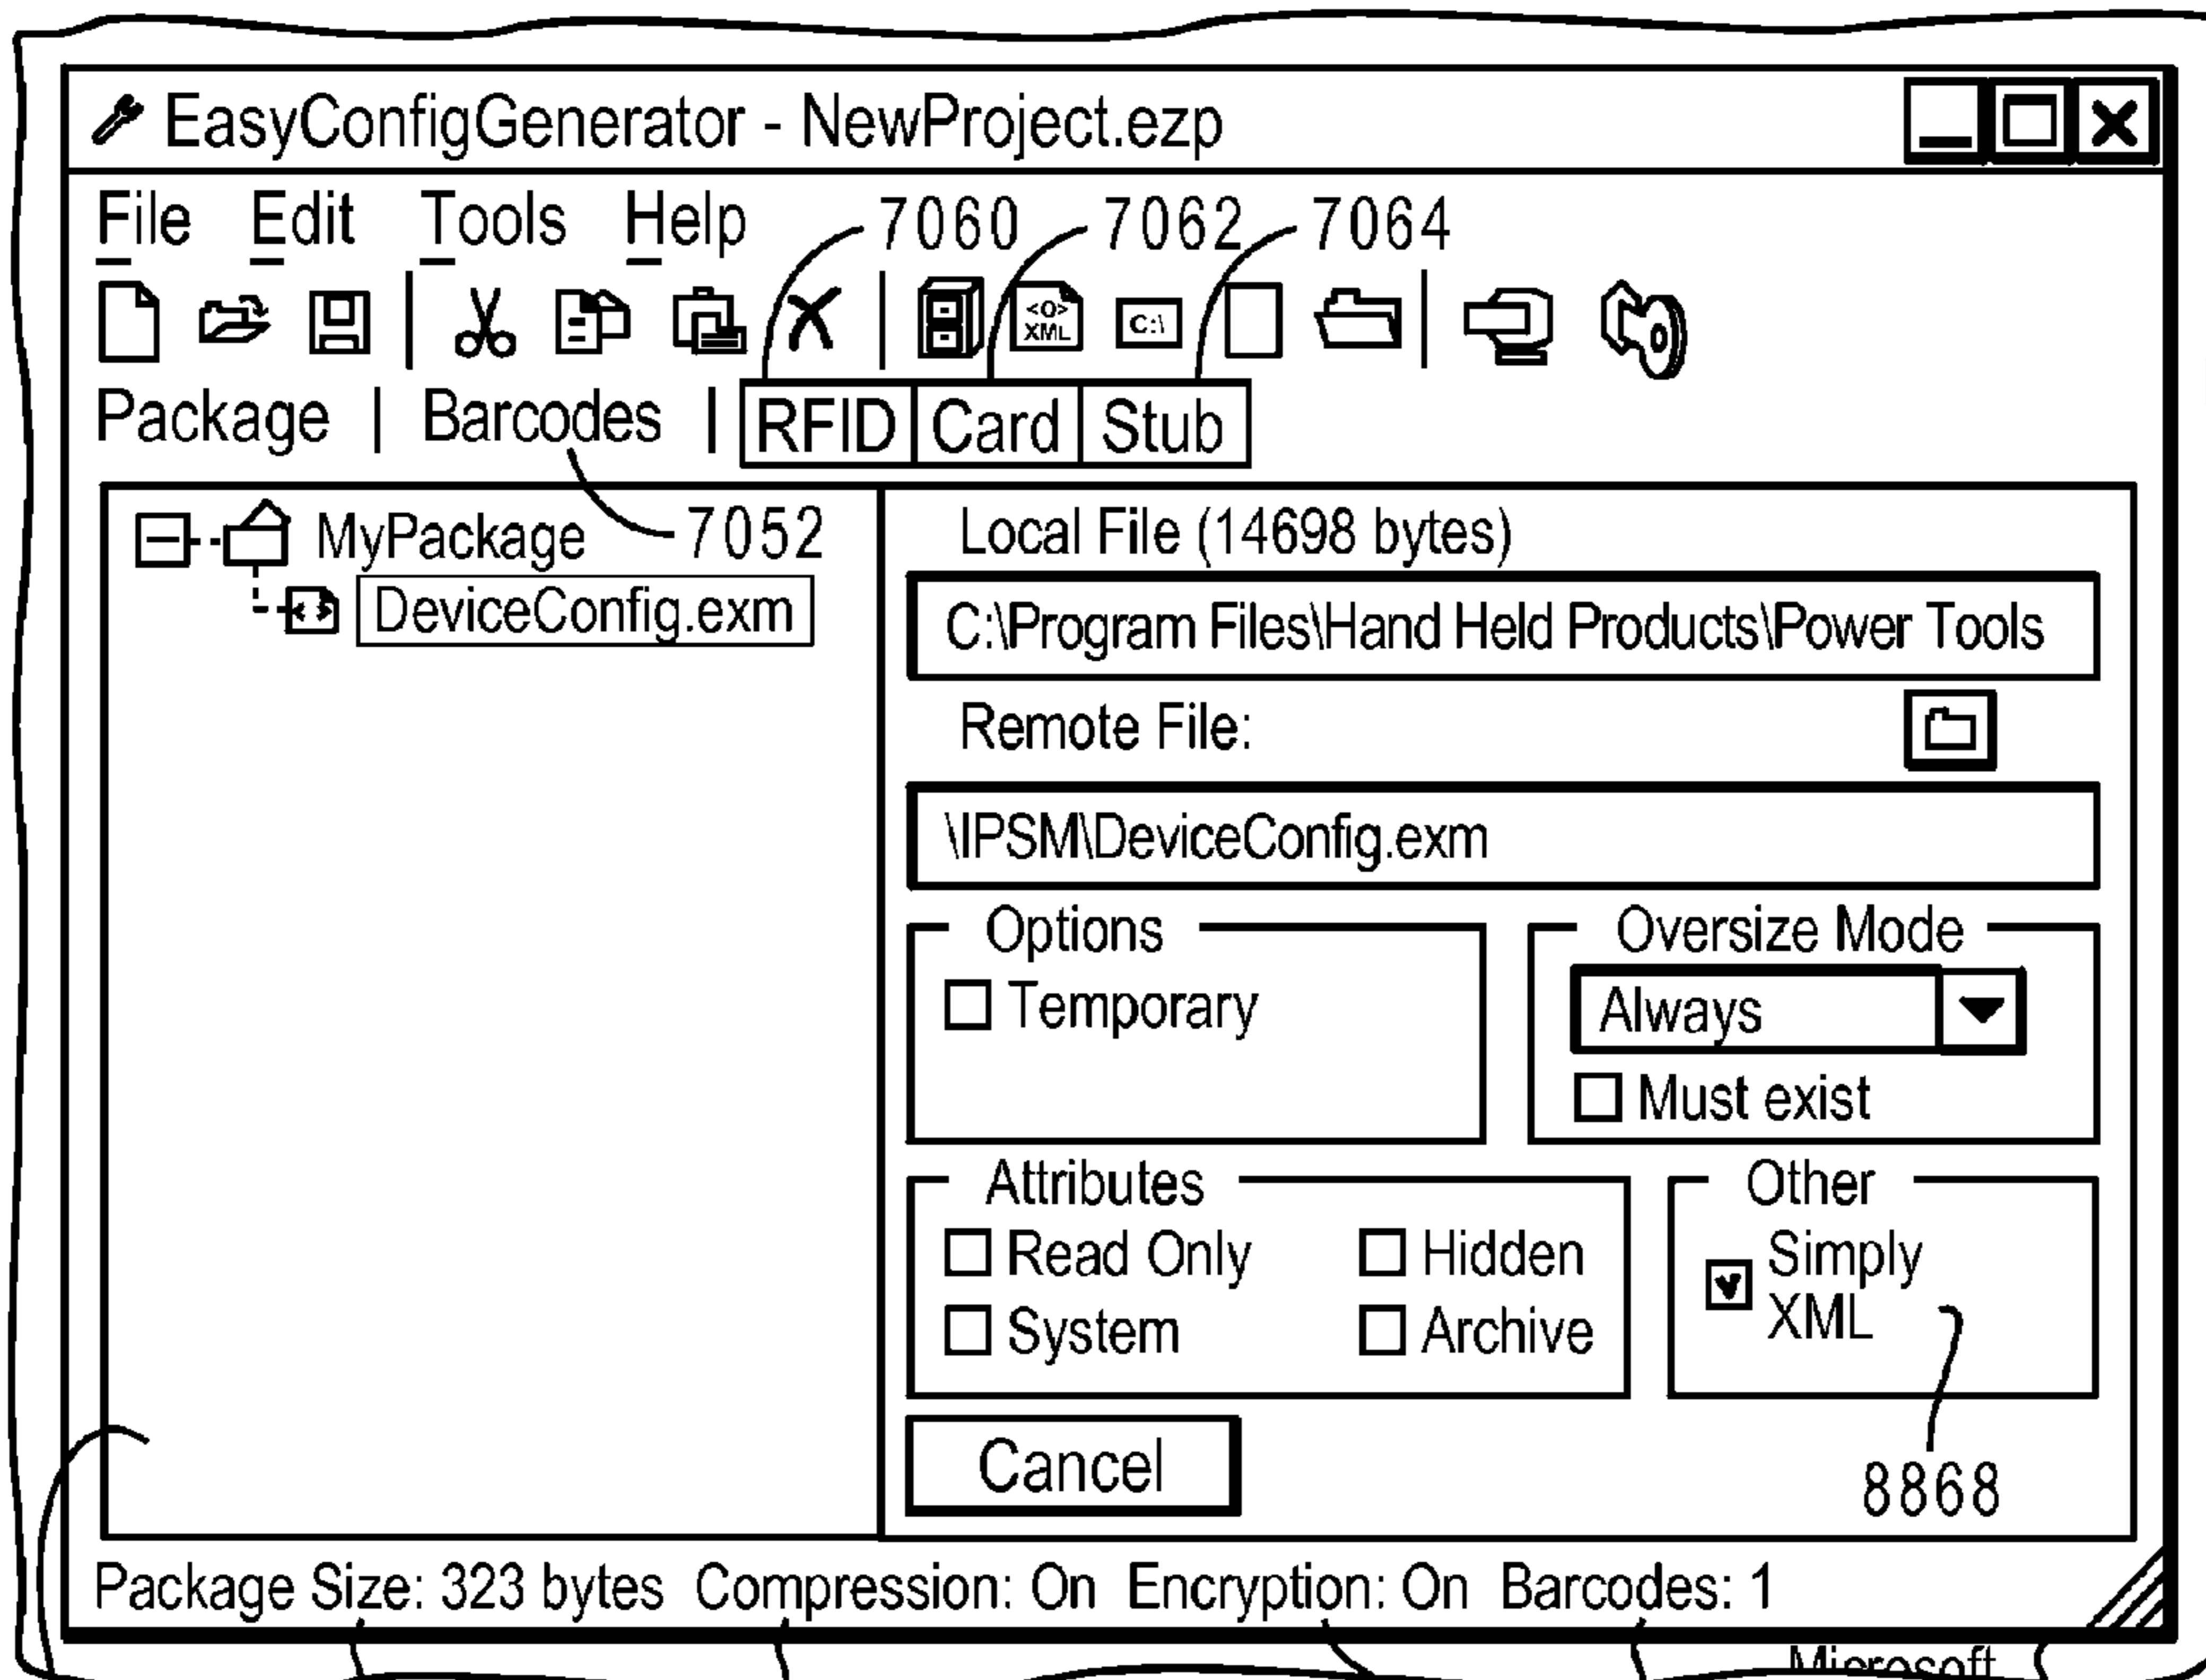 EasyConfigGenerator - NewProject.ezp
File Edit Tools Help 7060 7062 7064
<O> XML C:\
Package | Barcodes | RFID Card Stub
MyPackage 7052
DeviceConfig.exm
Local File (14698 bytes)
C:\Program Files\Hand Held Products\Power Tools
Remote File:
\IPSM\DeviceConfig.exm
Options
Temporary
Oversize Mode
Always
Must exist
Attributes
Read Only Hidden
System Archive
Other
Simply
XML
Cancel
8868
Package Size: 323 bytes Compression: On Encryption: On Barcodes: 1
Microsoft